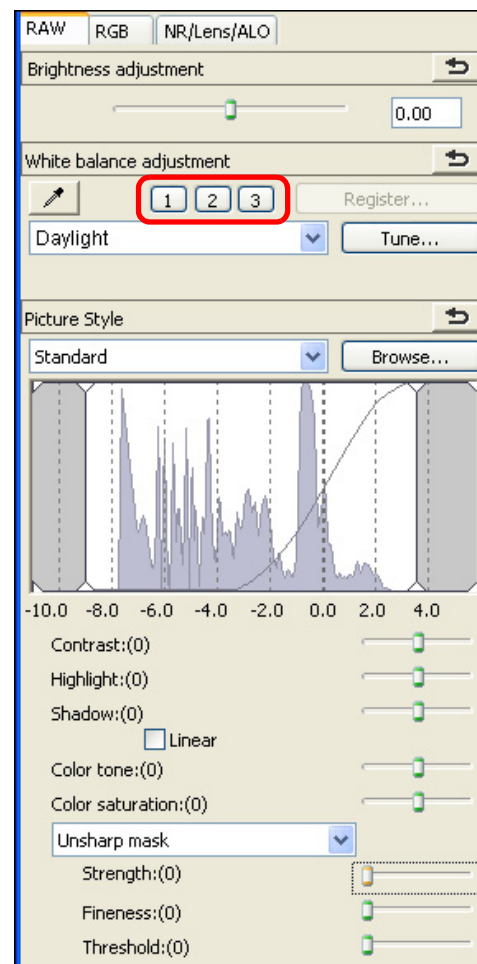 RAW RGB NR/Lens/ALO
Brightness adjustment
0.00
White balance adjustment
1 2 3 Register...
Daylight Tune...
Picture Style
Standard Browse...
-10.0 -8.0 -6.0 -4.0 -2.0 0.0 2.0 4.0
Contrast:(0)
Highlight:(0)
Shadow:(0)
Linear
Color tone:(0)
Color saturation:(0)
Unsharp mask
Strength:(0)
Fineness:(0)
Threshold:(0)